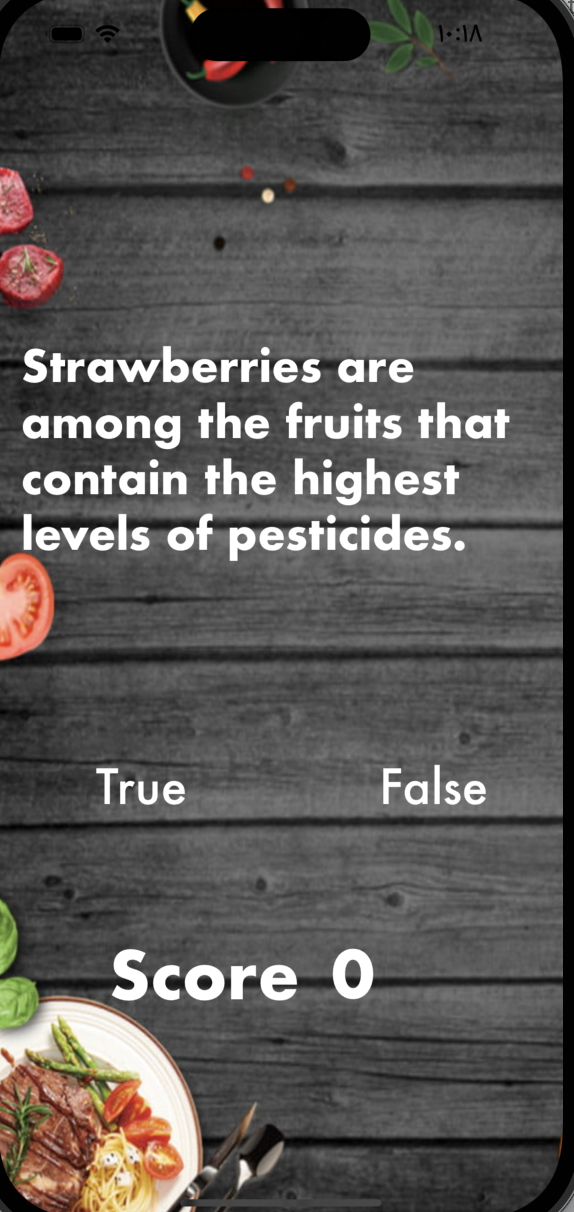 ١٠:١٨
Strawberries are
among the fruits that
contain the highest
levels of pesticides.
True False
Score 0